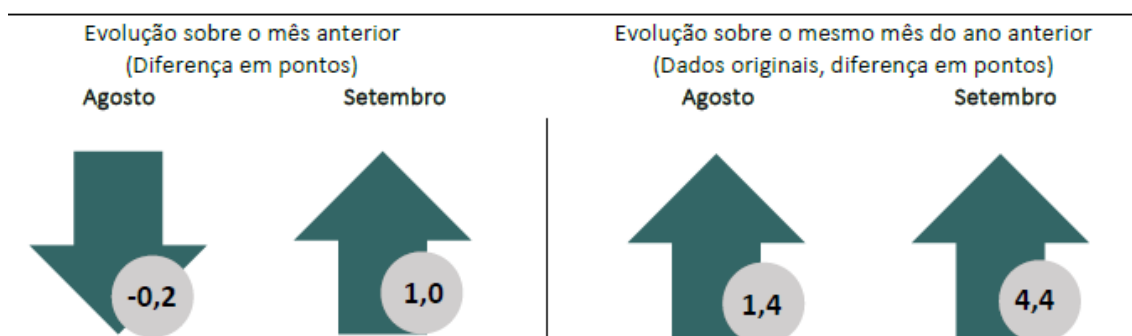 Evolução sobre o mês anterior
(Diferença em pontos)
Agosto Setembro
-0,2 1,0
Evolução sobre o mesmo mês do ano anterior
(Dados originais, diferença em pontos)
Agosto Setembro
1,4 4,4